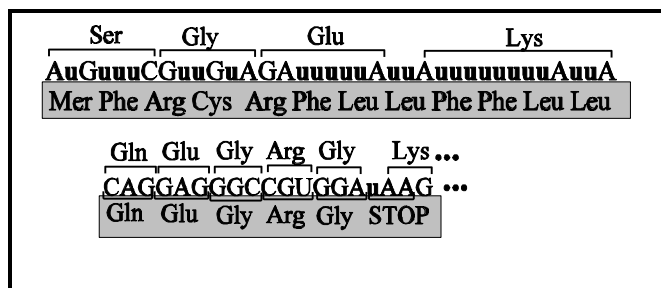 Ser Gly Glu Lys
AuGuuuCGuuGuAGAuuuuuAuuAuuuuuuuuAuuA
Mer Phe Arg Cys Arg Phe Leu Leu Phe Phe Leu Leu
Gln Glu Gly Arg Gly Lys ...
CAGGAGGGCCGUGGAuAAG ...
Gln Glu Gly Arg Gly STOP